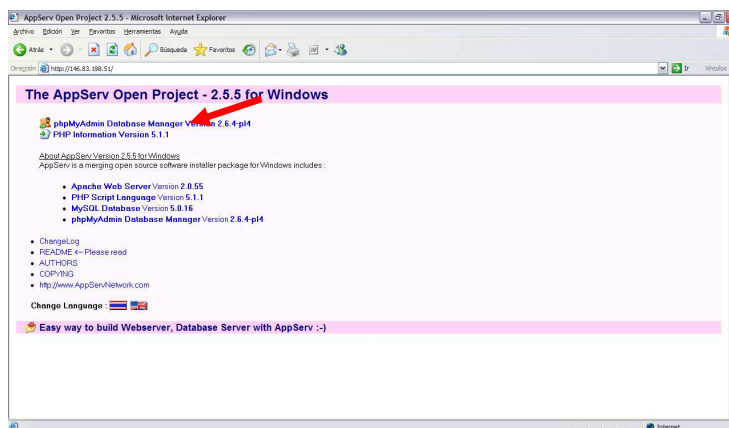 AppServ Open Project 2.5.5 - Microsoft Internet Explorer
Archivo Edición Ver Favoritos Herramientas Ayuda
Atrás Búsqueda Favoritos
Dirección http://146.83.198.51/ Ir Vínculos
The AppServ Open Project - 2.5.5 for Windows
phpMyAdmin Database Manager Version 2.6.4-pl4
PHP Information Version 5.1.1
About AppServ Version 2.5.5 for Windows
AppServ is a merging open source software installer package for Windows includes :
• Apache Web Server Version 2.0.55
• PHP Script Language Version 5.1.1
• MySQL Database Version 5.0.16
• phpMyAdmin Database Manager Version 2.6.4-pl4
• ChangeLog
• README <-- Please read
• AUTHORS
• COPYING
• http://www.AppServNetwork.com
Change Language :
Easy way to build Webserver, Database Server with AppServ :-)
Internet